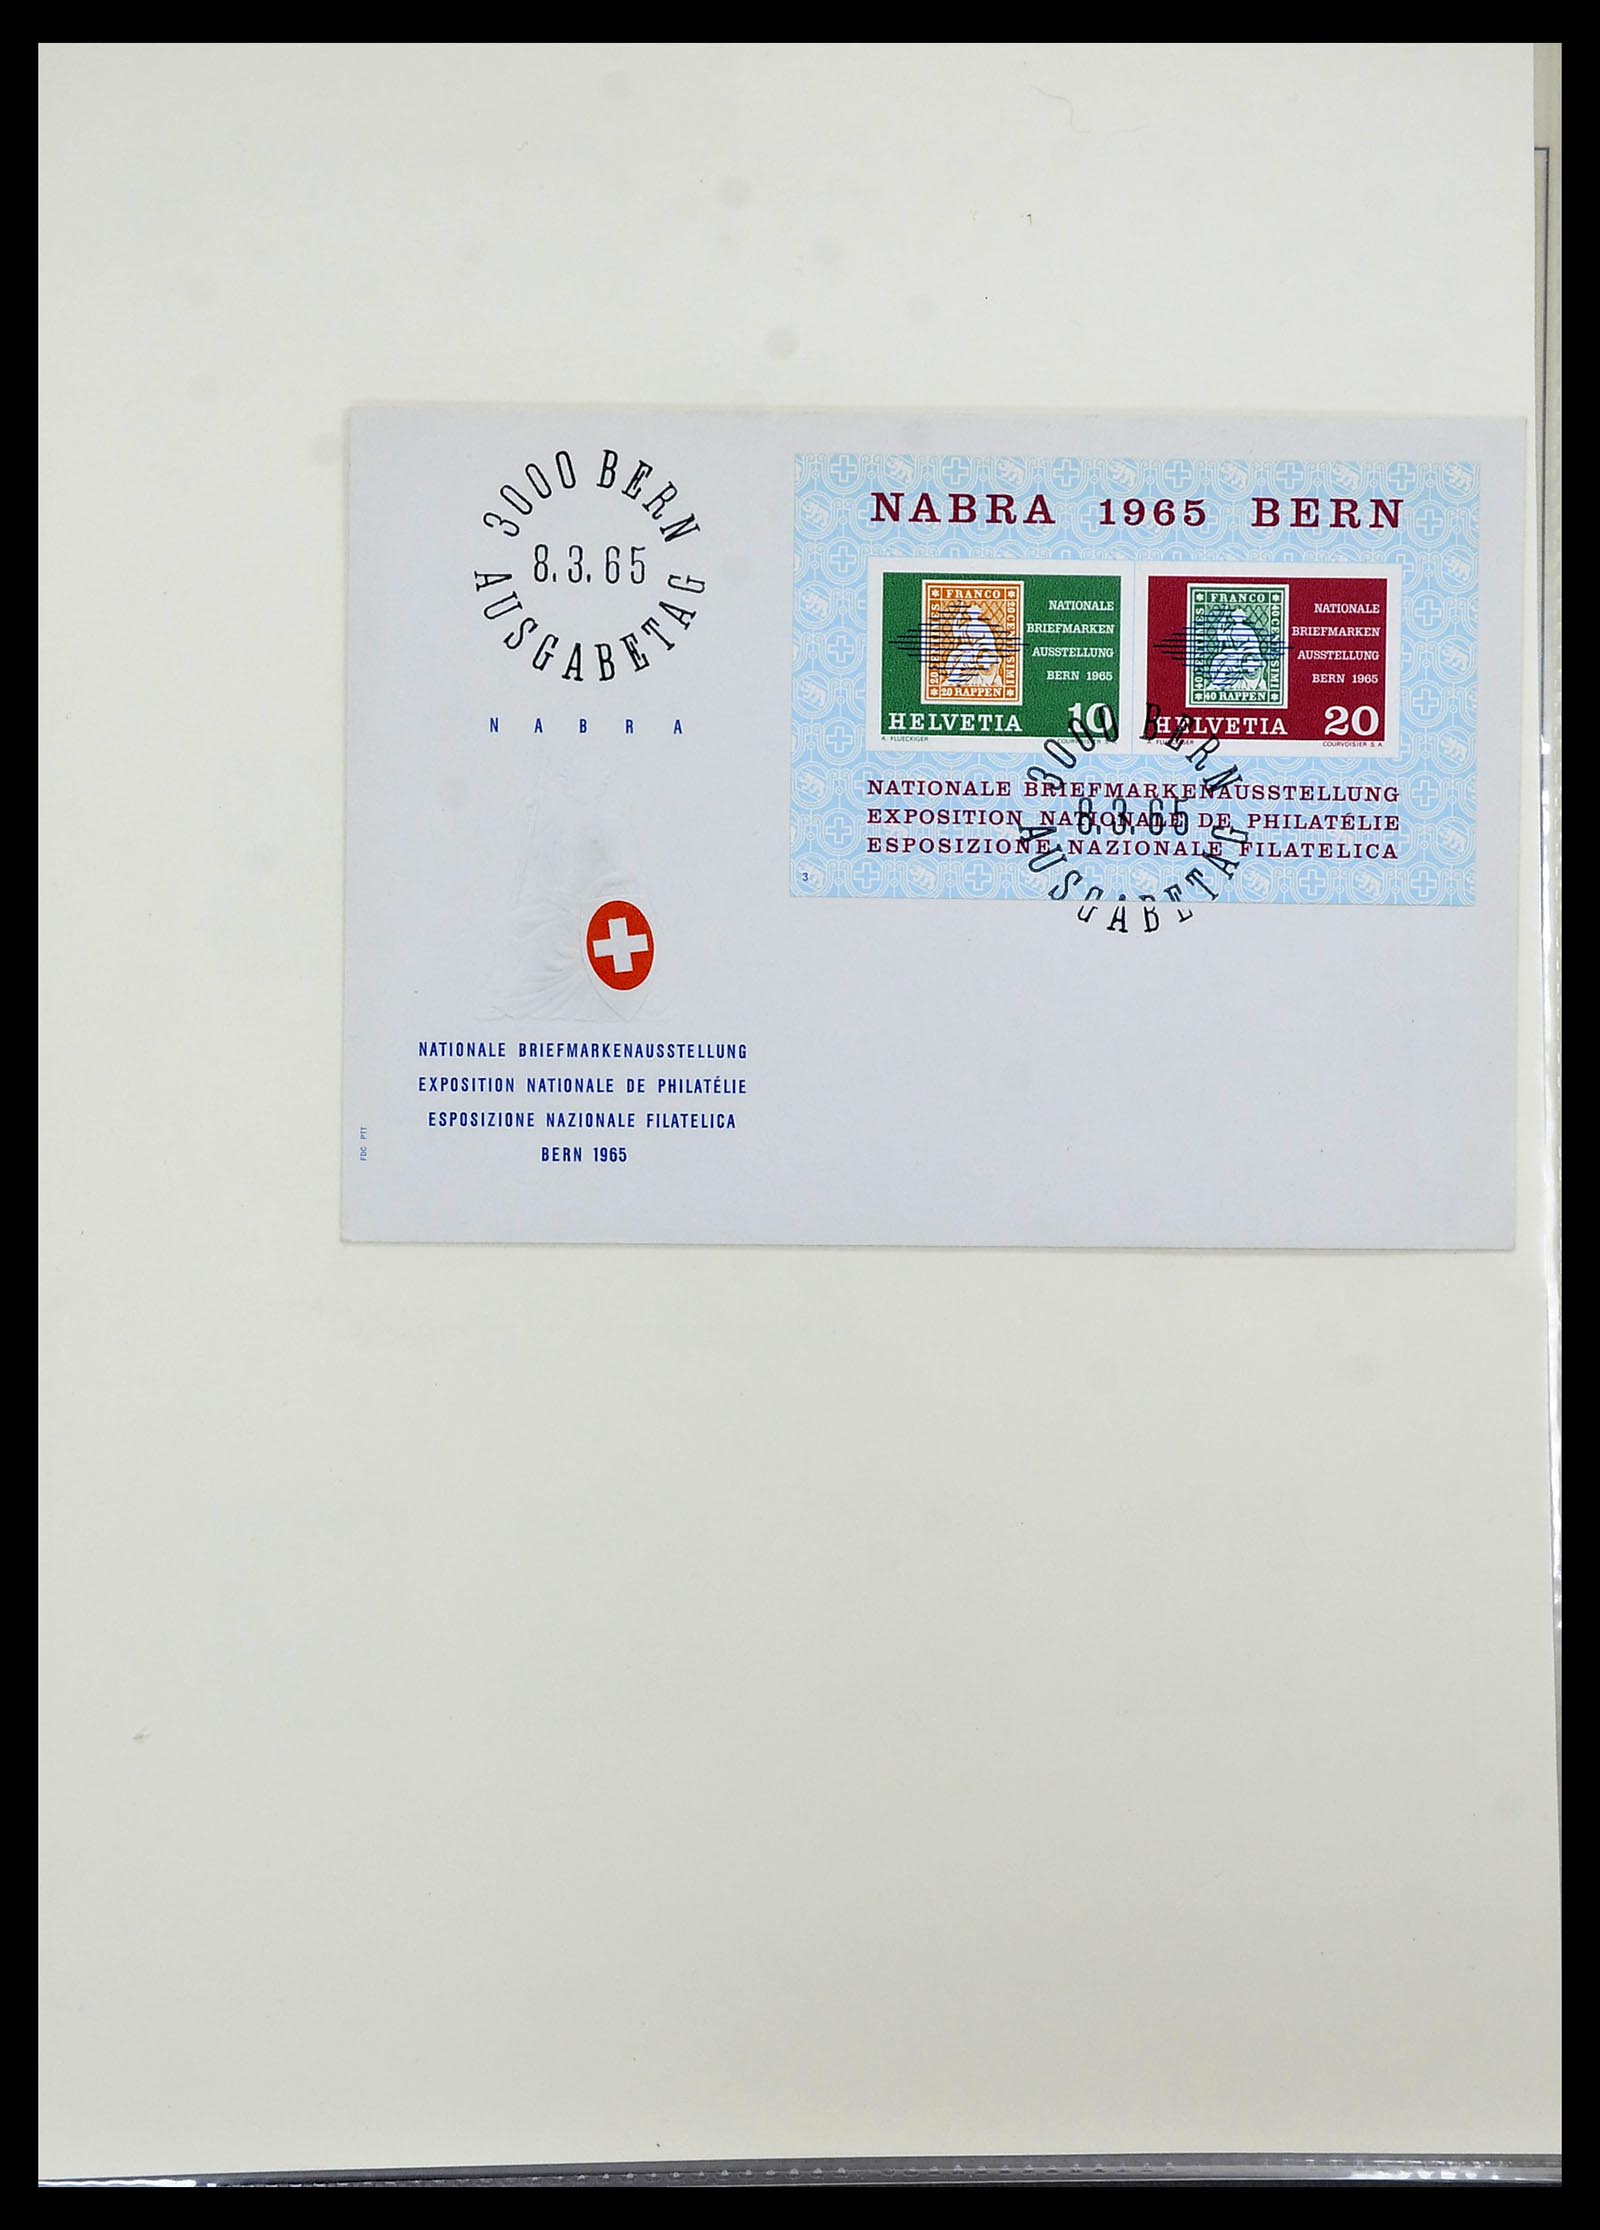 3000 BERN
8.3.65
AUSGABETAG
NABRA
NATIONALE BRIEFMARKENAUSSTELLUNG
EXPOSITION NATIONALE DE PHILATÉLIE
ESPOSIZIONE NAZIONALE FILATELICA
BERN 1965
FDC PTT
NABRA 1965 BERN
FRANCO
20 RAPPEN
NATIONALE
BRIEFMARKEN
AUSSTELLUNG
BERN 1965
HELVETIA 10
A. FLUECKIGER
COURVOISIER S.A.
FRANCO
40 RAPPEN
NATIONALE
BRIEFMARKEN
AUSSTELLUNG
BERN 1965
HELVETIA 20
A. FLUECKIGER
COURVOISIER S.A.
NATIONALE BRIEFMARKENAUSSTELLUNG
EXPOSITION NATIONALE DE PHILATÉLIE
ESPOSIZIONE NAZIONALE FILATELICA
3
3000 BERN
8.3.65
AUSGABETAG